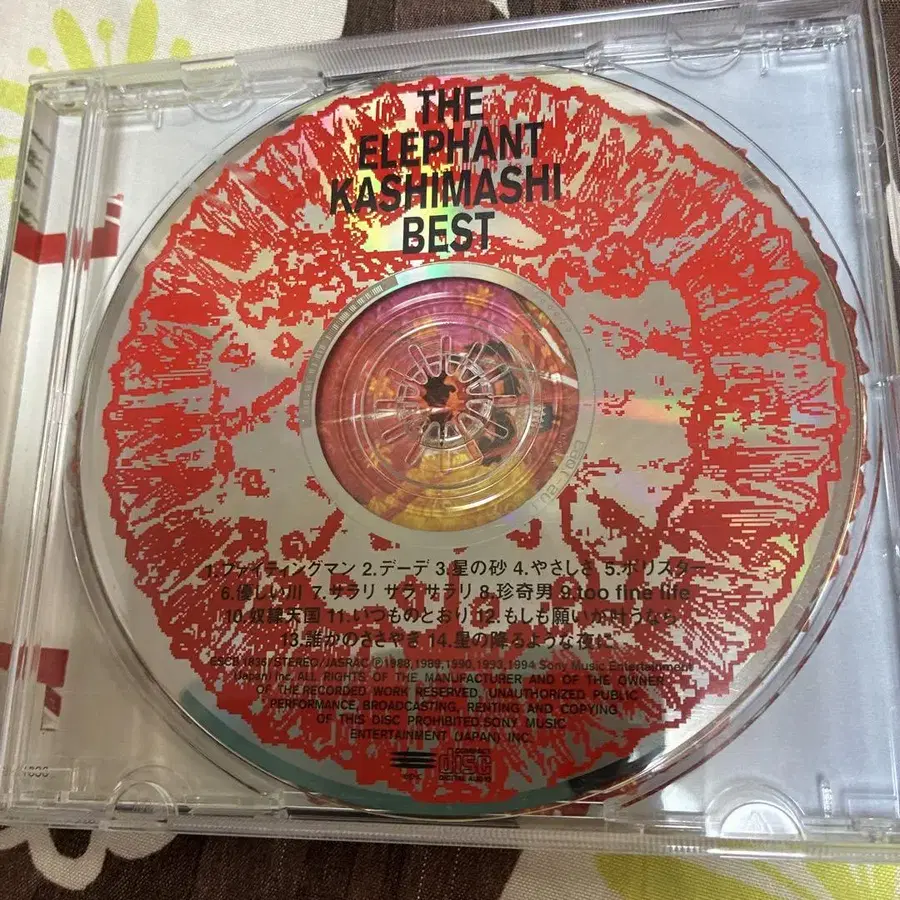 THE
ELEPHANT
KASHIMASHI
BEST
1.ファイティングマン 2.デーデ 3.星の砂 4.やさしさ 5.ポリスター
6.優しい川 7.サラリ サラ サラリ 8.珍奇男 9.too fine life
10.奴隷天国 11.いつものとおり 12.もしも願いが叶うなら
13.誰かのささやき 14.星の降るような夜に
ESCB 1836/STEREO/JASRAC Ⓟ1988,1989,1990,1993,1994 Sony Music Entertainment
(Japan) Inc. ALL RIGHTS OF THE MANUFACTURER AND OF THE OWNER
OF THE RECORDED WORK RESERVED, UNAUTHORIZED PUBLIC
PERFORMANCE, BROADCASTING, RENTING AND COPYING
OF THIS DISC PROHIBITED.SONY MUSIC
ENTERTAINMENT (JAPAN) INC.
COMPACT
disc
DIGITAL AUDIO